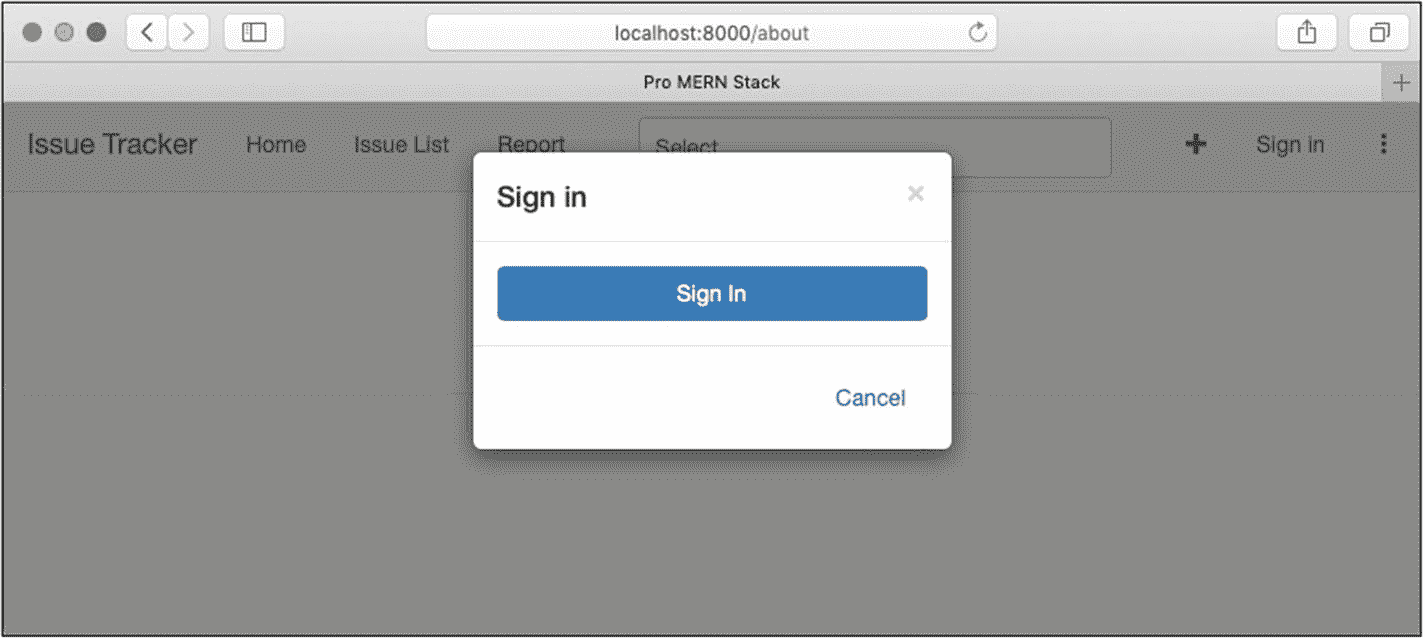 localhost:8000/about
Pro MERN Stack
Issue Tracker Home Issue List Report Select Sign in
Sign in
Sign In
Cancel